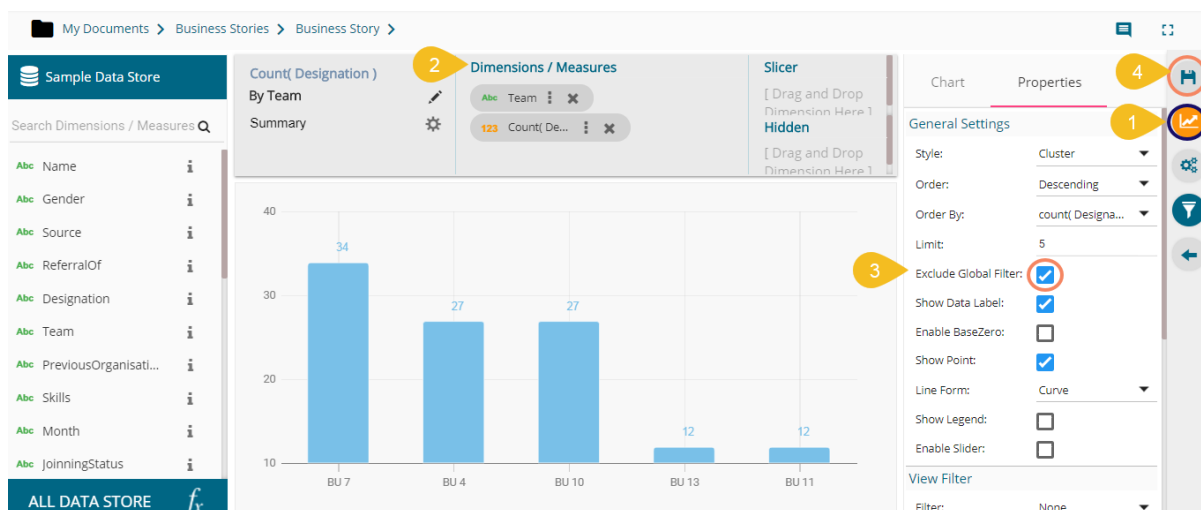 My Documents > Business Stories > Business Story >
Sample Data Store
Search Dimensions / Measures
Abc Name i
Abc Gender i
Abc Source i
Abc ReferralOf i
Abc Designation i
Abc Team i
Abc PreviousOrganisati... i
Abc Skills i
Abc Month i
Abc JoinningStatus i
ALL DATA STORE fx
Count( Designation )
By Team
Summary
2
Dimensions / Measures
Abc Team
123 Count( De...
Slicer
[ Drag and Drop
Dimension Here ]
Hidden
[ Drag and Drop
Dimension Here ]
40
30
20
10
34
27
27
12
12
BU 7
BU 4
BU 10
BU 13
BU 11
Chart
Properties
4
1
General Settings
Style: Cluster
Order: Descending
Order By: count( Designa...
Limit: 5
3
Exclude Global Filter:
Show Data Label:
Enable BaseZero:
Show Point:
Line Form: Curve
Show Legend:
Enable Slider:
View Filter
Filter: None